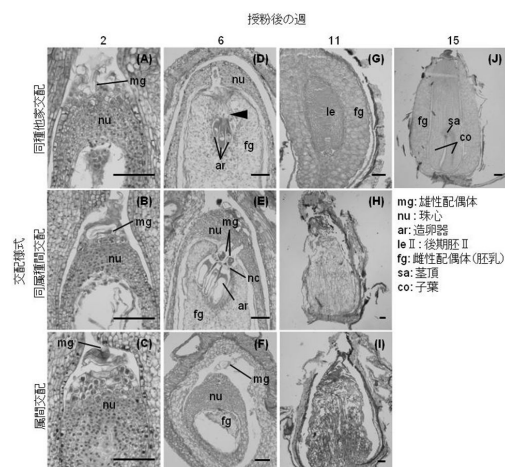 授粉後の週
2 6 11 15
交配様式
同種他家交配
(A) mg nu
(D) nu ar fg
(G) le fg
(J) fg sa co
同属種間交配
(B) mg nu
(E) mg nu nc ar fg
(H)
属間交配
(C) mg nu
(F) mg nu fg
(I)
mg: 雄性配偶体
nu: 珠心
ar: 造卵器
leⅡ: 後期胚Ⅱ
fg: 雌性配偶体(胚乳)
sa: 茎頂
co: 子葉